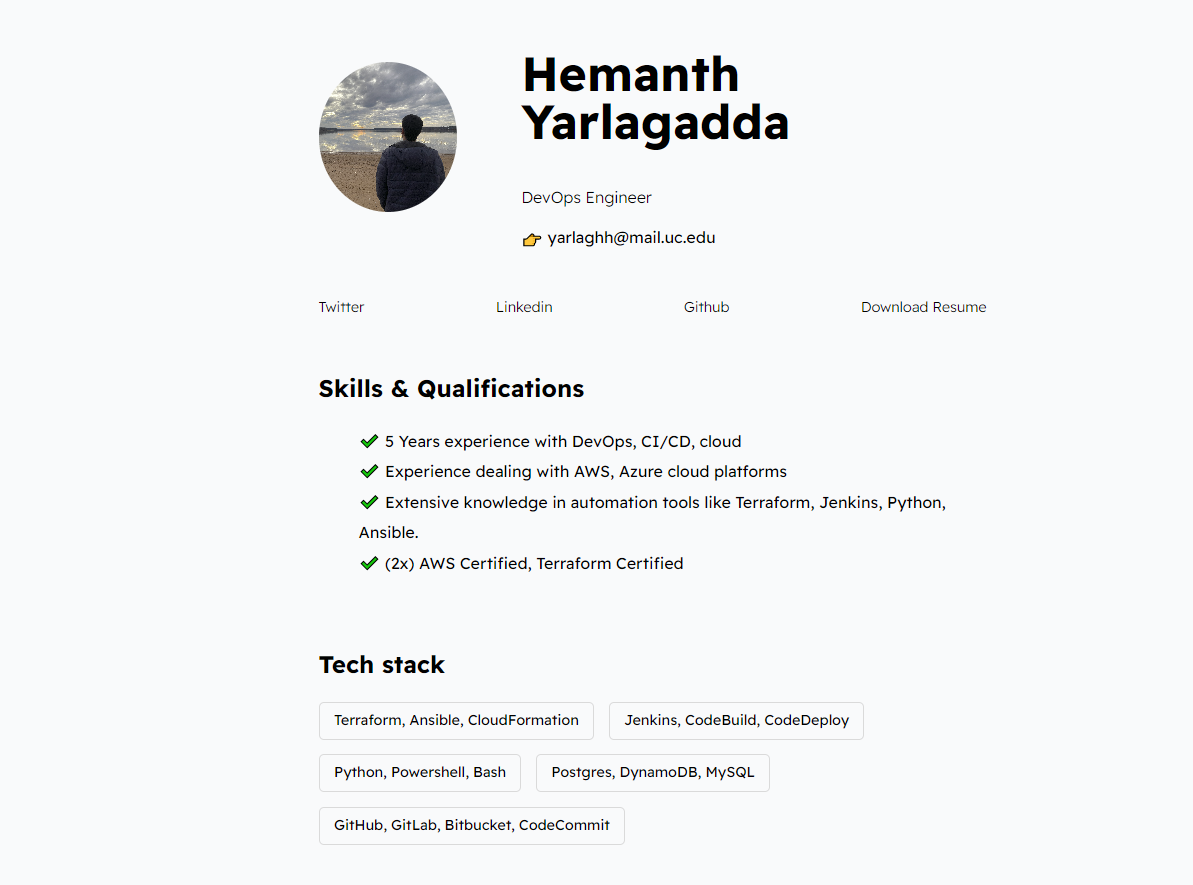 Hemanth
Yarlagadda
DevOps Engineer
👉 yarlaghh@mail.uc.edu
Twitter Linkedin Github Download Resume
Skills & Qualifications
✔ 5 Years experience with DevOps, CI/CD, cloud
✔ Experience dealing with AWS, Azure cloud platforms
✔ Extensive knowledge in automation tools like Terraform, Jenkins, Python,
Ansible.
✔ (2x) AWS Certified, Terraform Certified
Tech stack
Terraform, Ansible, CloudFormation Jenkins, CodeBuild, CodeDeploy
Python, Powershell, Bash Postgres, DynamoDB, MySQL
GitHub, GitLab, Bitbucket, CodeCommit